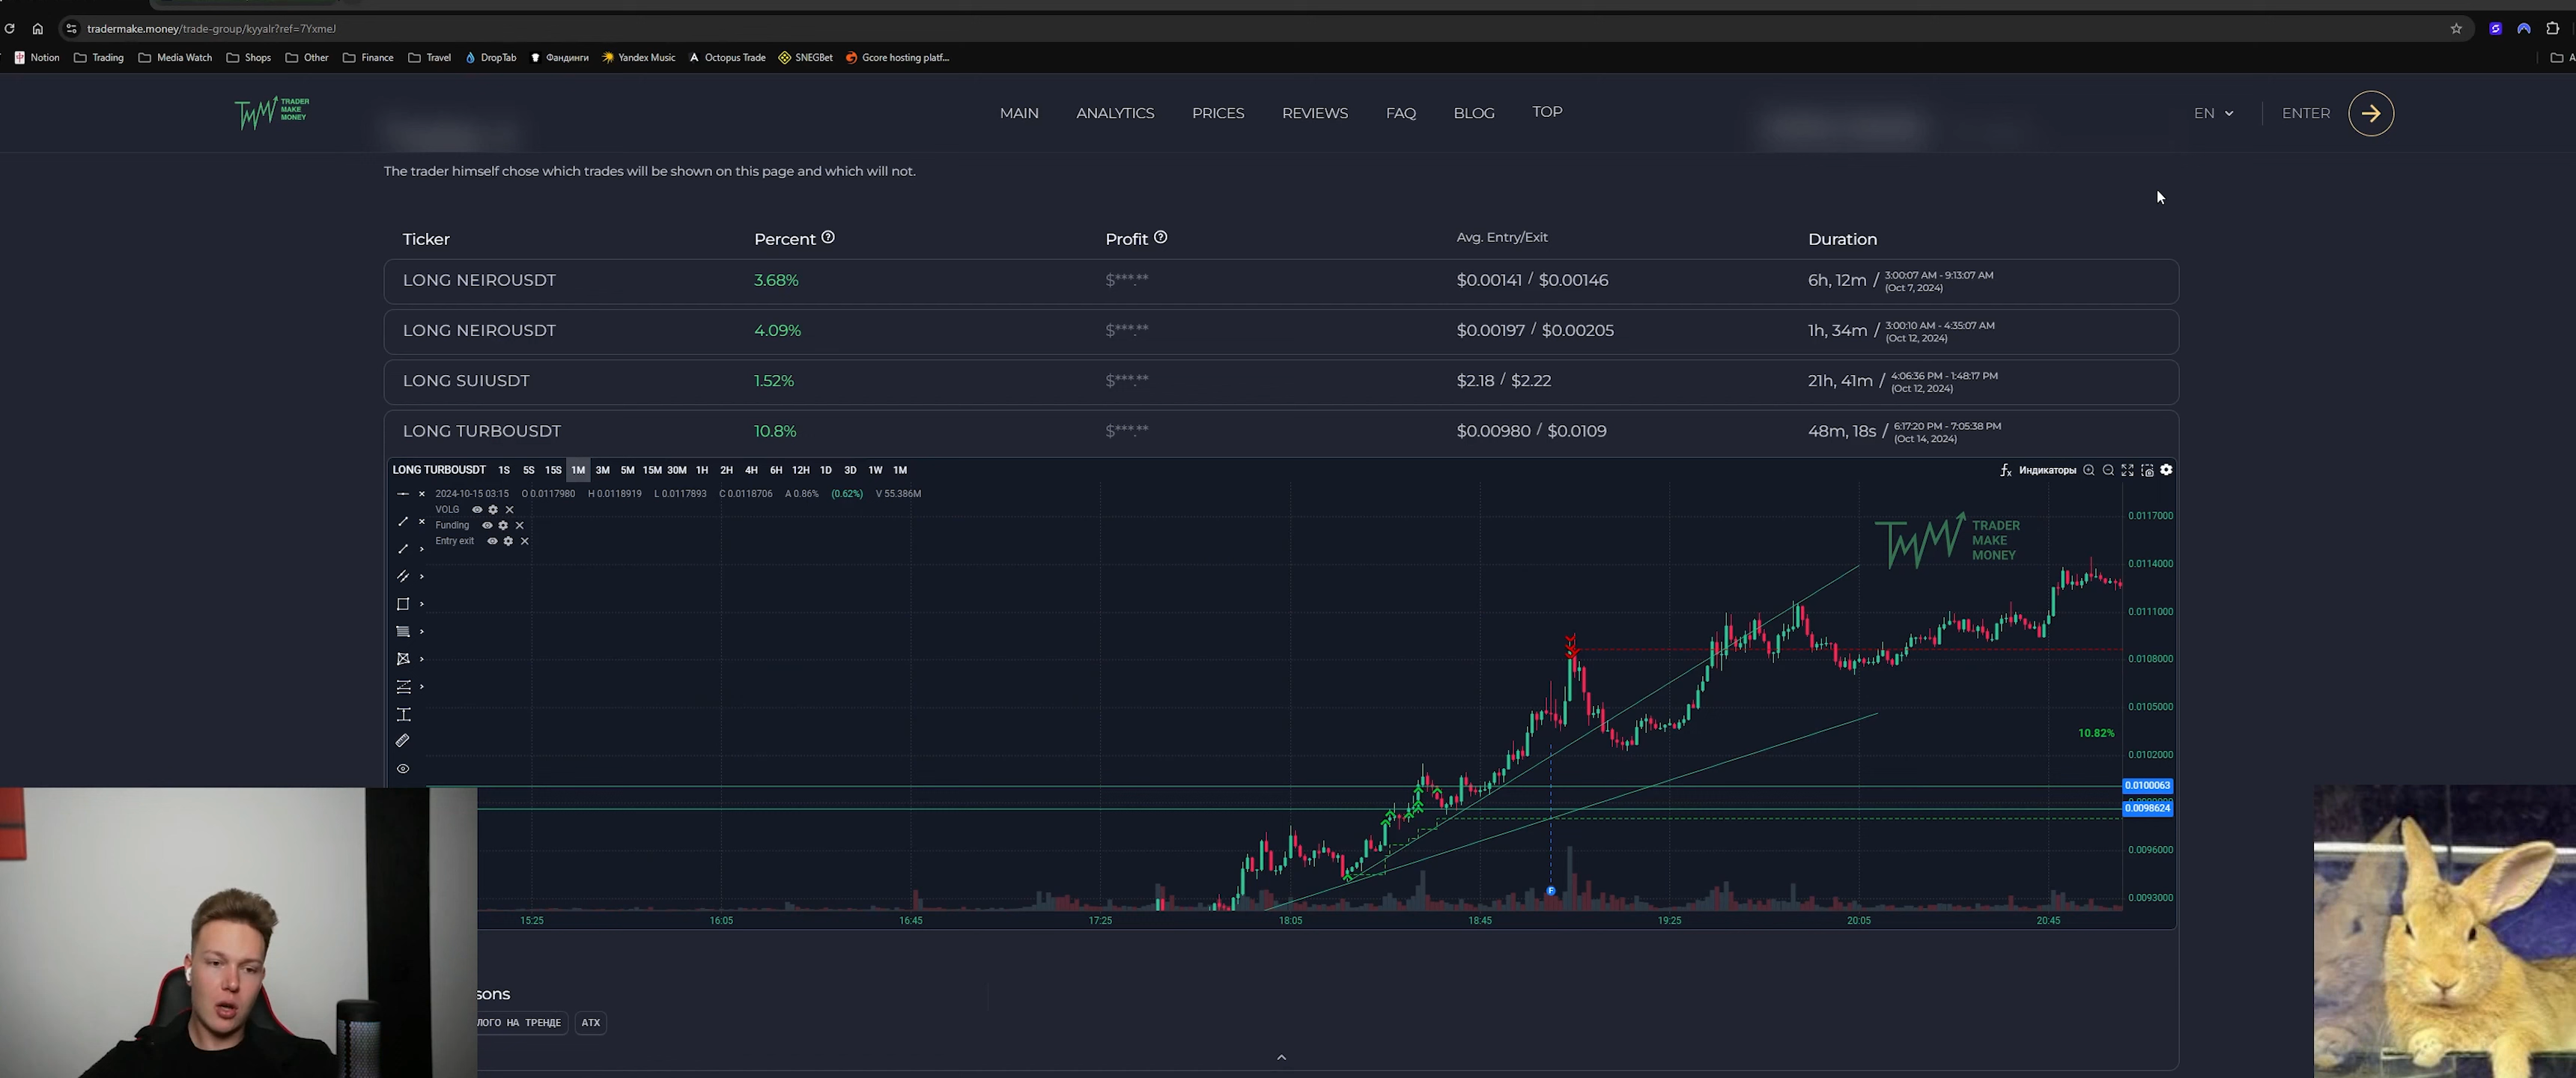 tradermake.money/trade-group/kyyalr?ref=7YxmeJ
Notion Trading Media Watch Shops Other Finance Travel DropTab Фандинги Yandex Music Octopus Trade SNEGBet Gcore hosting platf...
TRADER MAKE MONEY
MAIN ANALYTICS PRICES REVIEWS FAQ BLOG TOP EN ENTER
The trader himself chose which trades will be shown on this page and which will not.
Ticker Percent Profit Avg. Entry/Exit Duration
LONG NEIROUSDT 3.68% $***.** $0.00141 / $0.00146 6h, 12m / 3:00:07 AM - 9:13:07 AM (Oct 7, 2024)
LONG NEIROUSDT 4.09% $***.** $0.00197 / $0.00205 1h, 34m / 3:00:10 AM - 4:35:07 AM (Oct 12, 2024)
LONG SUIUSDT 1.52% $***.** $2.18 / $2.22 21h, 41m / 4:06:36 PM - 1:48:17 PM (Oct 12, 2024)
LONG TURBOUSDT 10.8% $***.** $0.00980 / $0.0109 48m, 18s / 6:17:20 PM - 7:05:38 PM (Oct 14, 2024)
LONG TURBOUSDT 1S 5S 15S 1M 3M 5M 15M 30M 1H 2H 4H 6H 12H 1D 3D 1W 1M Индикаторы
2024-10-15 03:15 O 0.0117980 H 0.0118919 L 0.0117893 C 0.0118706 A 0.86% (0.62%) V 55.386M
VOLG
Funding
Entry exit
TRADER
MAKE
MONEY
0.0117000
0.0114000
0.0111000
0.0108000
0.0105000
10.82%
0.0102000
0.0100063
0.0098624
0.0096000
0.0093000
F
15:25 16:05 16:45 17:25 18:05 18:45 19:25 20:05 20:45
sons
ЛОГО НА ТРЕНДЕ ATX